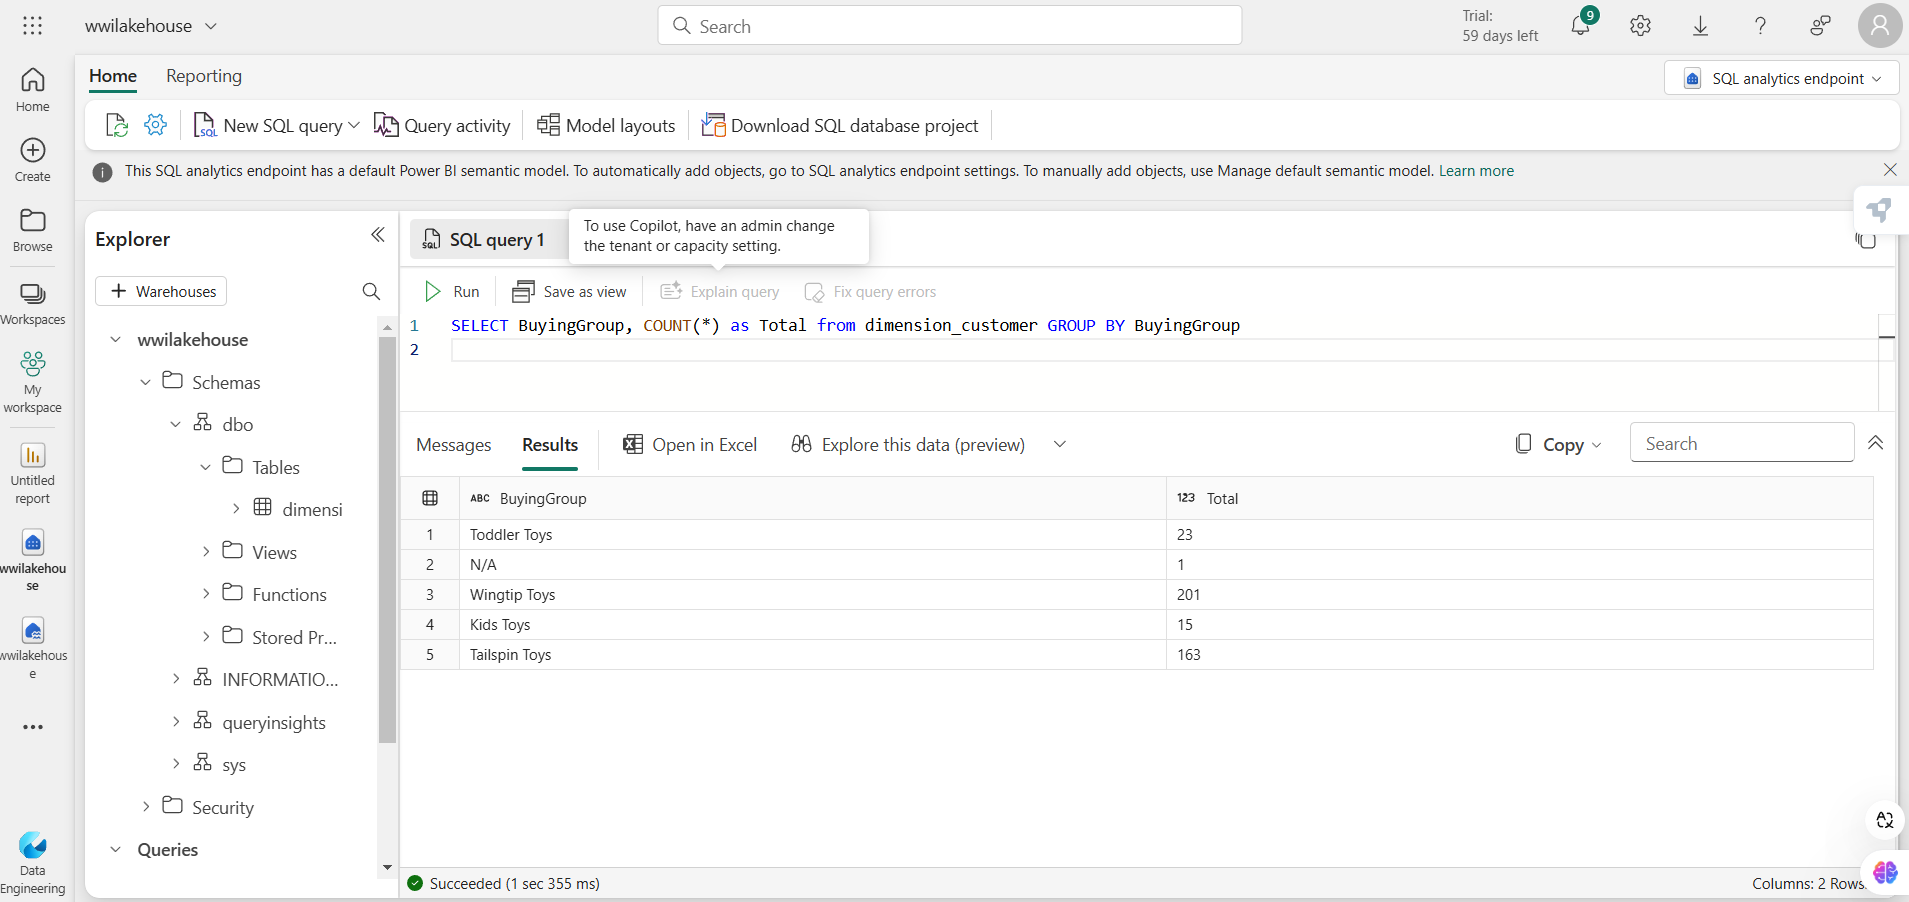 wwilakehouse
Search
Trial:
59 days left
9
Home
Reporting
SQL analytics endpoint
New SQL query
Query activity
Model layouts
Download SQL database project
This SQL analytics endpoint has a default Power BI semantic model. To automatically add objects, go to SQL analytics endpoint settings. To manually add objects, use Manage default semantic model. Learn more
Home
Create
Browse
Workspaces
My
workspace
Untitled
report
wwilakehou
se
wwilakehous
e
Data
Engineering
Explorer
Warehouses
wwilakehouse
Schemas
dbo
Tables
dimensi
Views
Functions
Stored Pr...
INFORMATIO...
queryinsights
sys
Security
Queries
SQL query 1
To use Copilot, have an admin change
the tenant or capacity setting.
Run
Save as view
Explain query
Fix query errors
1 SELECT BuyingGroup, COUNT(*) as Total from dimension_customer GROUP BY BuyingGroup
2
Messages
Results
Open in Excel
Explore this data (preview)
Copy
Search
ABC BuyingGroup 123 Total
1 Toddler Toys 23
2 N/A 1
3 Wingtip Toys 201
4 Kids Toys 15
5 Tailspin Toys 163
Succeeded (1 sec 355 ms)
Columns: 2 Rows